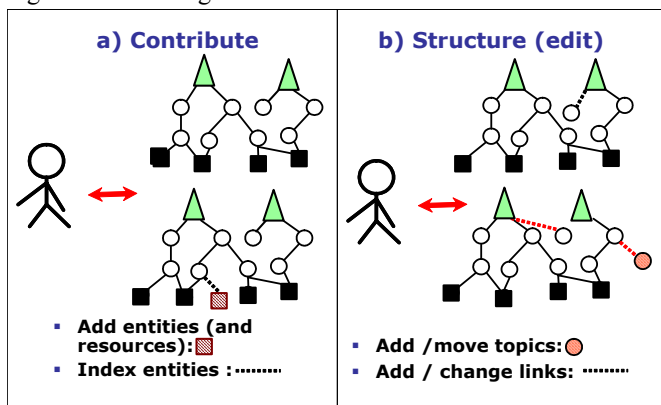 a) Contribute
Add entities (and
resources):
Index entities :
b) Structure (edit)
Add /move topics:
Add / change links: